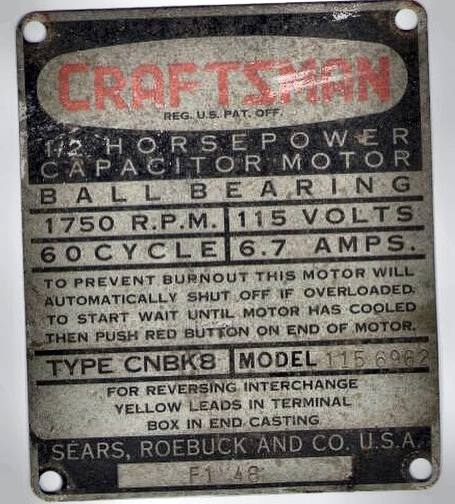 CRAFTSMAN
REG. U.S. PAT. OFF.
1/2 HORSEPOWER
CAPACITOR MOTOR
BALL BEARING
1750 R.P.M. 115 VOLTS
60 CYCLE 6.7 AMPS.
TO PREVENT BURNOUT THIS MOTOR WILL
AUTOMATICALLY SHUT OFF IF OVERLOADED.
TO START WAIT UNTIL MOTOR HAS COOLED
THEN PUSH RED BUTTON ON END OF MOTOR.
TYPE CNBK8 MODEL 115 6962
FOR REVERSING INTERCHANGE
YELLOW LEADS IN TERMINAL
BOX IN END CASTING
SEARS, ROEBUCK AND CO. U.S.A.
F1 48